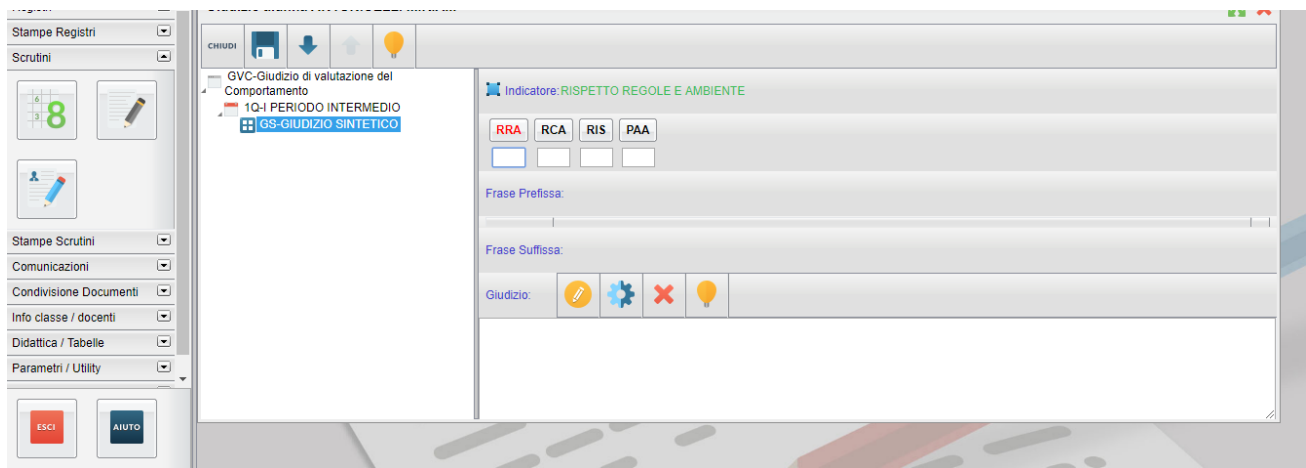 Stampe Registri
Scrutini
6
3 8
Stampe Scrutini
Comunicazioni
Condivisione Documenti
Info classe / docenti
Didattica / Tabelle
Parametri / Utility
ESCI
AIUTO
CHIUDI
GVC-Giudizio di valutazione del
Comportamento
1Q-I PERIODO INTERMEDIO
GS-GIUDIZIO SINTETICO
Indicatore: RISPETTO REGOLE E AMBIENTE
RRA RCA RIS PAA
Frase Prefissa:
Frase Suffissa:
Giudizio: